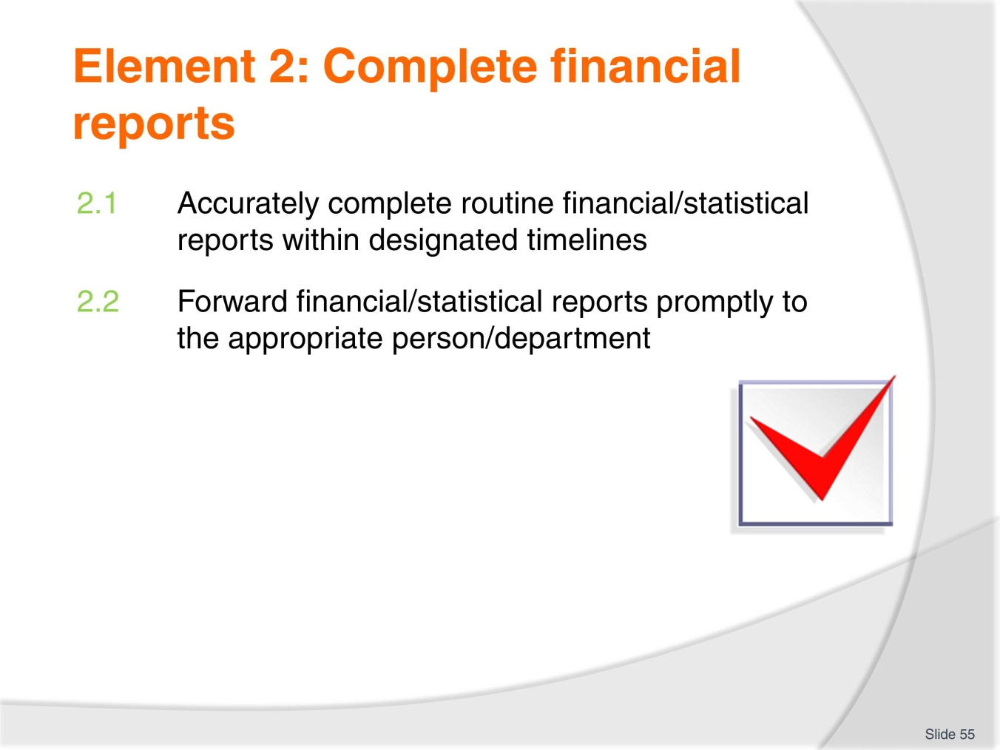 Element 2: Complete financial
reports
2.1 Accurately complete routine financial/statistical
reports within designated timelines
2.2 Forward financial/statistical reports promptly to
the appropriate person/department
Slide 55